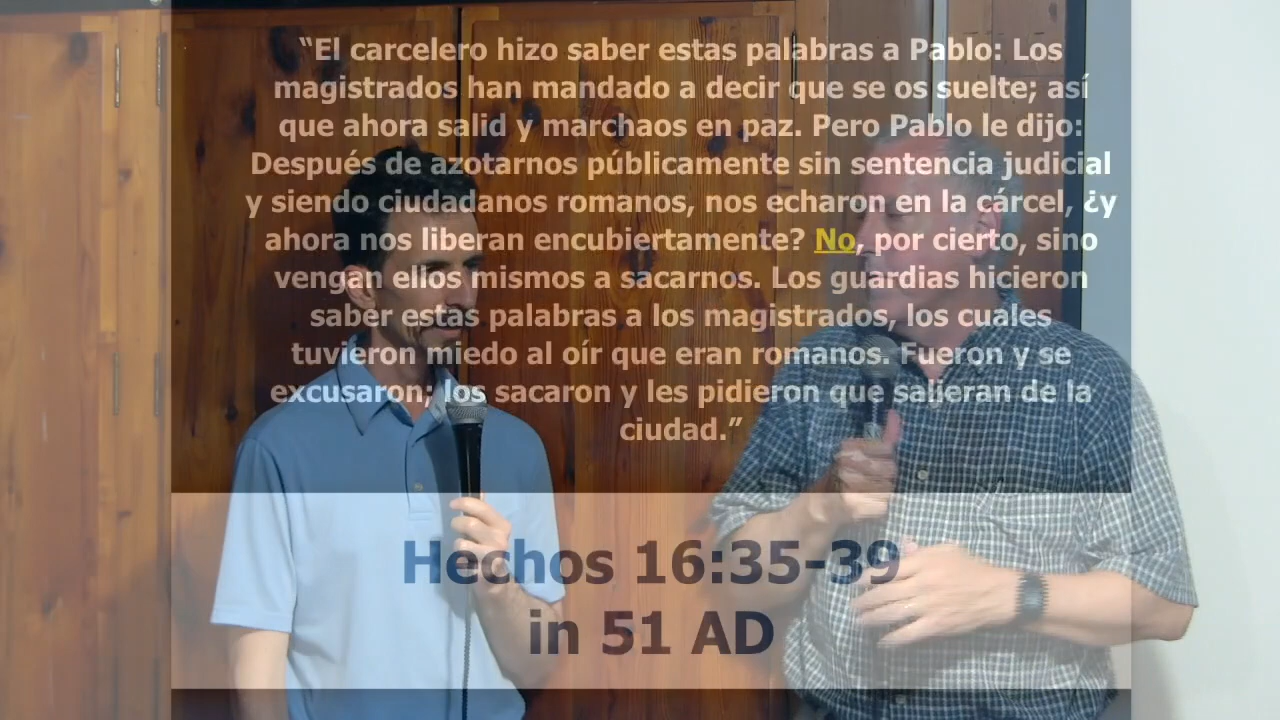 “El carcelero hizo saber estas palabras a Pablo: Los
magistrados han mandado a decir que se os suelte; así
que ahora salid y marchaos en paz. Pero Pablo le dijo:
Después de azotarnos públicamente sin sentencia judicial
y siendo ciudadanos romanos, nos echaron en la cárcel, ¿y
ahora nos liberan encubiertamente? No, por cierto, sino
vengan ellos mismos a sacarnos. Los guardias hicieron
saber estas palabras a los magistrados, los cuales
tuvieron miedo al oír que eran romanos. Fueron y se
excusaron; los sacaron y les pidieron que salieran de la
ciudad.”
Hechos 16:35-39
in 51 AD